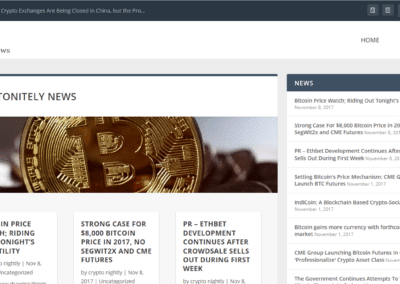 Crypto Exchanges Are Being Closed in China, but the Pro...
HOME
ws
TONITELY NEWS
NEWS
Bitcoin Price Watch; Riding Out Tonight's
November 8, 2017
Strong Case For $8,000 Bitcoin Price in 20
SegWit2x and CME Futures November 8, 20
PR – Ethbet Development Continues After
Sells Out During First Week November 8, 20
Setting Bitcoin's Price Mechanism: CME G
Launch BTC Futures November 1, 2017
IndiCoin: A Blockchain Based Crypto-Socia
November 1, 2017
Bitcoin gains more currency with forthco
market November 1, 2017
CME Group Launching Bitcoin Futures in
'Professionalize' Crypto Asset Class November
The Government Continues Attempts To
IN PRICE
H; RIDING
ONIGHT'S
TILITY
nightly | Nov 8,
ncategorized
STRONG CASE FOR
$8,000 BITCOIN
PRICE IN 2017, NO
SEGWIT2X AND CME
FUTURES
by crypto nightly | Nov 8,
2017 | Uncategorized
PR – ETHBET
DEVELOPMENT
CONTINUES AFTER
CROWDSALE SELLS
OUT DURING FIRST
WEEK
by crypto nightly | Nov 8,